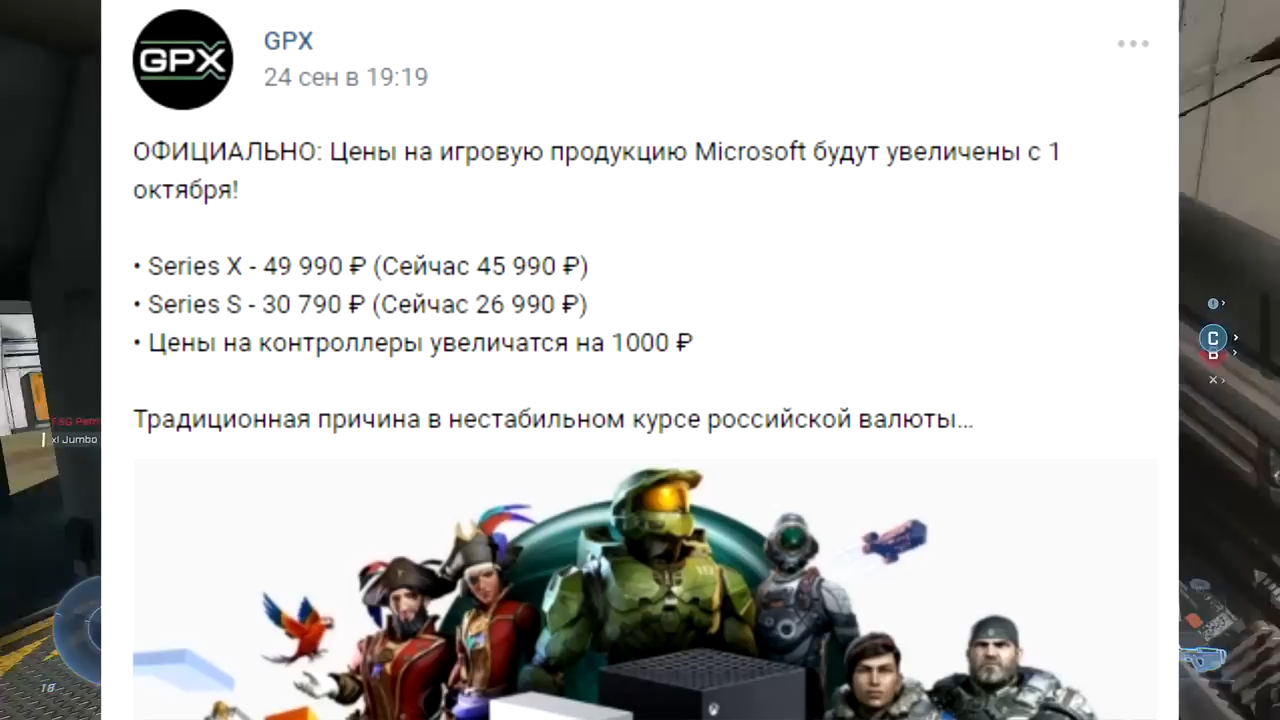 GPX
GPX
24 сен в 19:19
ОФИЦИАЛЬНО: Цены на игровую продукцию Microsoft будут увеличены с 1
октября!
• Series X - 49 990 ₽ (Сейчас 45 990 ₽)
• Series S - 30 790 ₽ (Сейчас 26 990 ₽)
• Цены на контроллеры увеличатся на 1000 ₽
Традиционная причина в нестабильном курсе российской валюты...
xl Jumbo
C
B